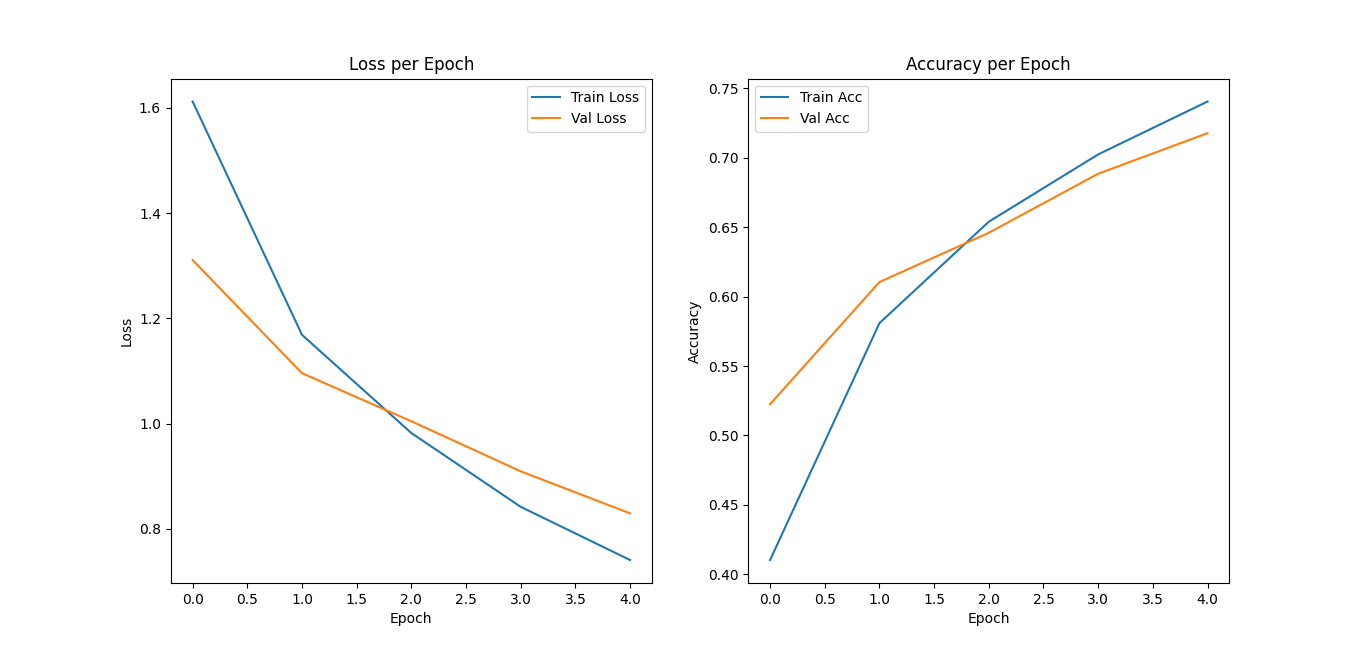 Loss per Epoch
Train Loss
Val Loss
1.6
1.4
1.2
1.0
0.8
Loss
0.0 0.5 1.0 1.5 2.0 2.5 3.0 3.5 4.0
Epoch
Accuracy per Epoch
Train Acc
Val Acc
0.75
0.70
0.65
0.60
0.55
0.50
0.45
0.40
Accuracy
0.0 0.5 1.0 1.5 2.0 2.5 3.0 3.5 4.0
Epoch